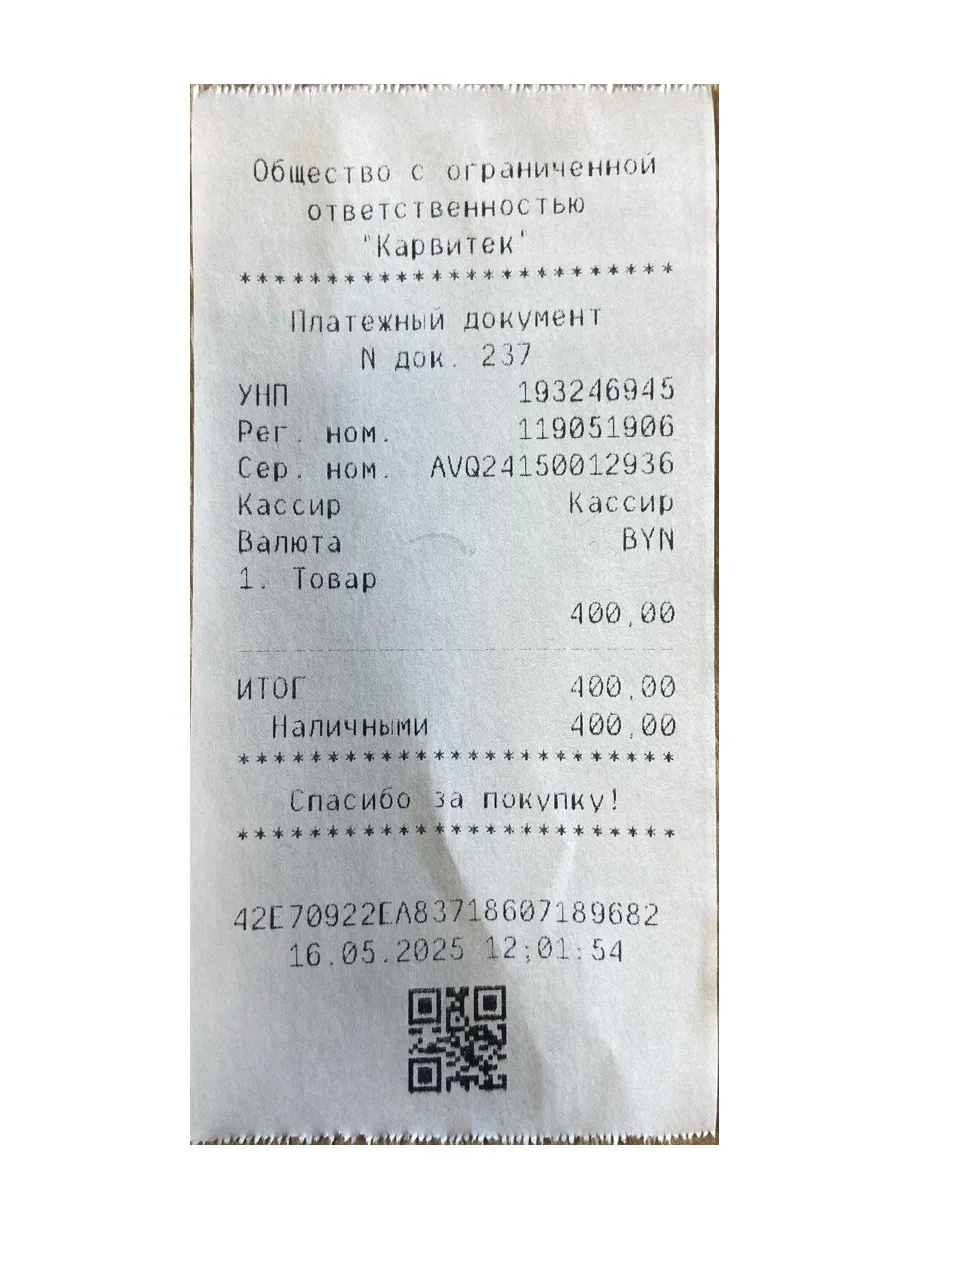 Общество с ограниченной
ответственностью
"Карвитек"
*************************
Платежный документ
N док. 237
УНП 193246945
Рег. ном. 119051906
Сер. ном. AVQ24150012936
Кассир Кассир
Валюта BYN
1. Товар
400,00
ИТОГ 400,00
Наличными 400,00
*************************
Спасибо за покупку!
*************************
42E70922EA83718607189682
16.05.2025 12:01:54